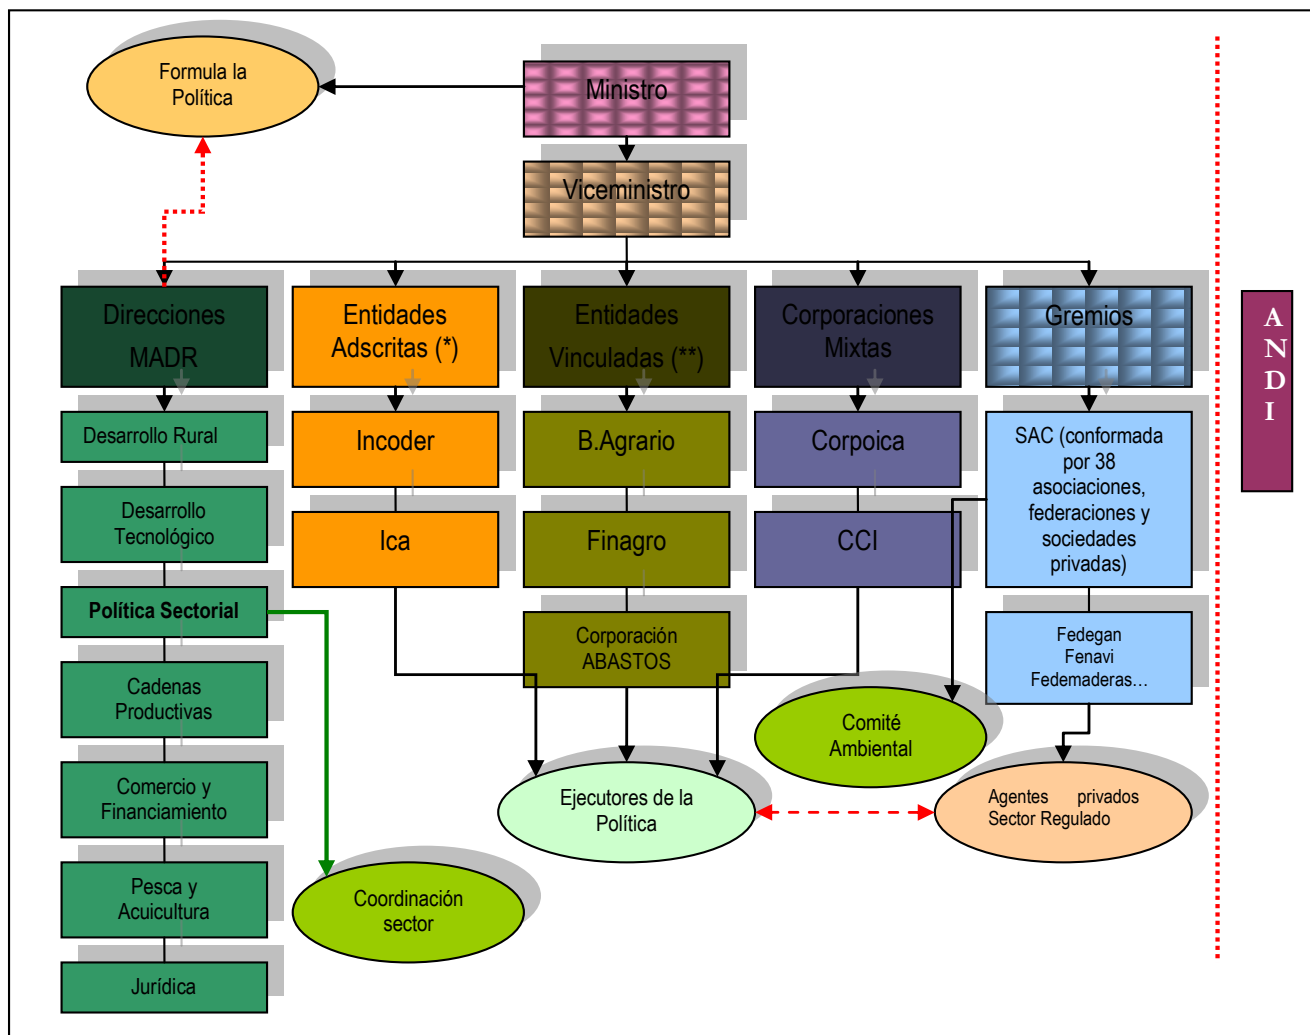 Formula la
Política
Ministro
Viceministro
Direcciones
MADR
Entidades
Adscritas (*)
Entidades
Vinculadas (**)
Corporaciones
Mixtas
Gremios
A
N
D
I
Desarrollo Rural
Incoder
B.Agrario
Corpoica
SAC (conformada
por 38
asociaciones,
federaciones y
sociedades
privadas)
Desarrollo
Tecnológico
Ica
Finagro
CCI
Política Sectorial
Corporación
ABASTOS
Fedegan
Fenavi
Fedemaderas…
Cadenas
Productivas
Comité
Ambiental
Comercio y
Financiamiento
Ejecutores de la
Política
Agentes privados
Sector Regulado
Pesca y
Acuicultura
Coordinación
sector
Jurídica